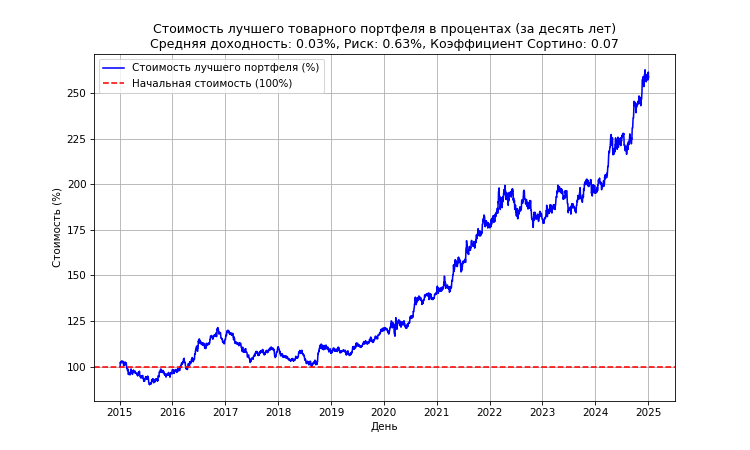 Стоимость лучшего товарного портфеля в процентах (за десять лет)
Средняя доходность: 0.03%, Риск: 0.63%, Коэффициент Сортино: 0.07
Стоимость лучшего портфеля (%)
Начальная стоимость (100%)
Стоимость (%)
250
225
200
175
150
125
100
2015 2016 2017 2018 2019 2020 2021 2022 2023 2024 2025
День